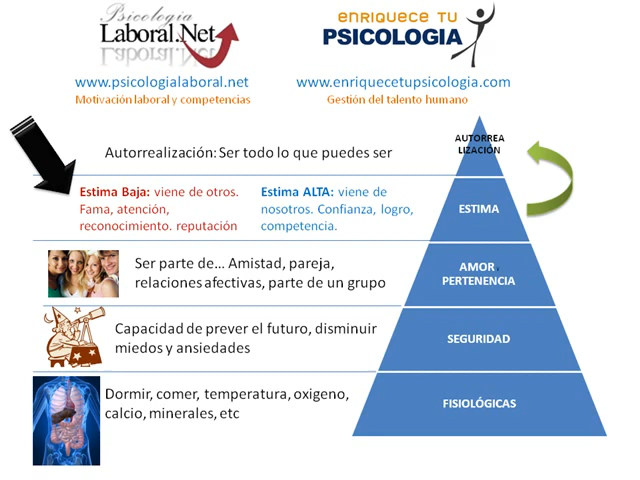 Psicología
Laboral.Net
ENRIQUECE TU
PSICOLOGIA
www.psicologialaboral.net
www.enriquecetupsicologia.com
Motivación laboral y competencias
Gestión del talento humano
Autorrealización: Ser todo lo que puedes ser
AUTORREA
LIZACIÓN
Estima Baja: viene de otros.
Fama, atención,
reconocimiento. reputación
Estima ALTA: viene de
nosotros. Confianza, logro,
competencia.
ESTIMA
Ser parte de... Amistad, pareja,
relaciones afectivas, parte de un grupo
AMOR
PERTENENCIA
Capacidad de prever el futuro, disminuir
miedos y ansiedades
SEGURIDAD
Dormir, comer, temperatura, oxigeno,
calcio, minerales, etc
FISIOLÓGICAS